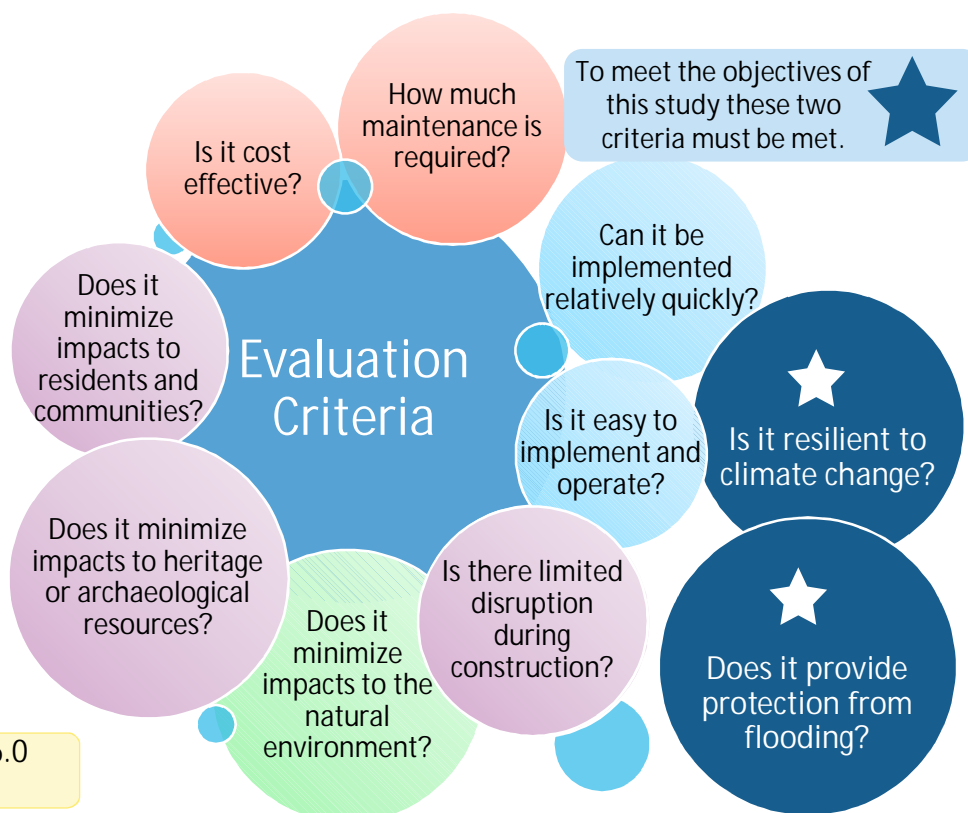 To meet the objectives of
this study these two
criteria must be met.
How much
maintenance is
required?
Is it cost
effective?
Can it be
implemented
relatively quickly?
Does it
minimize
impacts to
residents and
communities?
Evaluation
Criteria
Is it easy to
implement and
operate?
Is it resilient to
climate change?
Does it minimize
impacts to heritage
or archaeological
resources?
Is there limited
disruption
during
construction?
Does it
minimize
impacts to the
natural
environment?
Does it provide
protection from
flooding?
.0